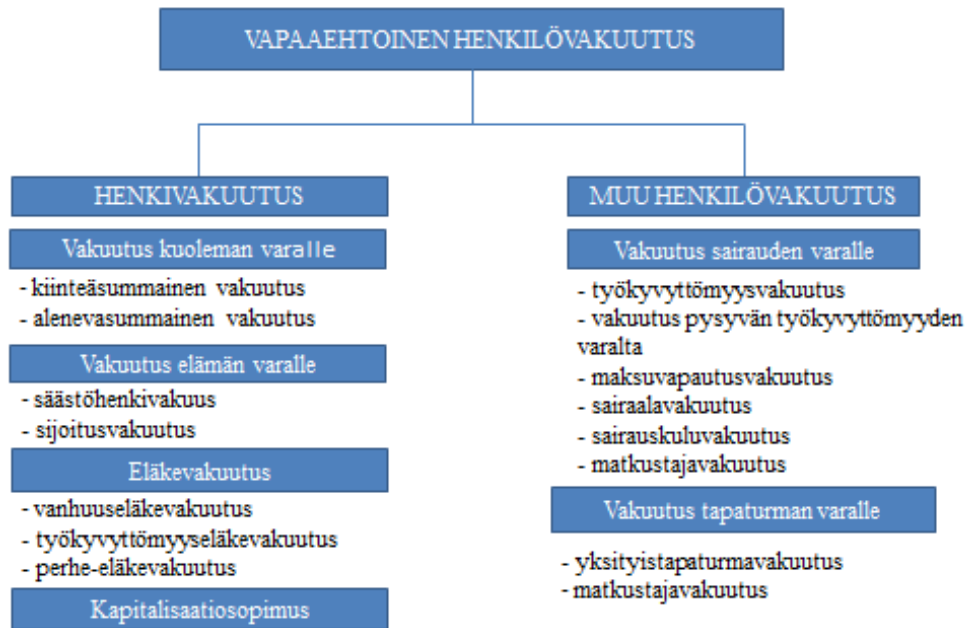 VAPAAEHTOINEN HENKILÖVAKUUTUS
HENKIVAKUUTUS
Vakuutus kuoleman varalle
- kiinteäsummainen vakuutus
- alenevasummainen vakuutus
Vakuutus elämän varalle
- säästöhenkivakuus
- sijoitusvakuutus
Eläkevakuutus
- vanhuuseläkevakuutus
- työkyvyttömyyseläkevakuutus
- perhe-eläkevakuutus
Kapitalisaatiosopimus
MUU HENKILÖVAKUUTUS
Vakuutus sairauden varalle
- työkyvyttömyysvakuutus
- vakuutus pysyvän työkyvyttömyyden
varalta
- maksuvapautusvakuutus
- sairaalavakuutus
- sairauskuluvakuutus
- matkustajavakuutus
Vakuutus tapaturman varalle
- yksityistapaturmavakuutus
- matkustajavakuutus